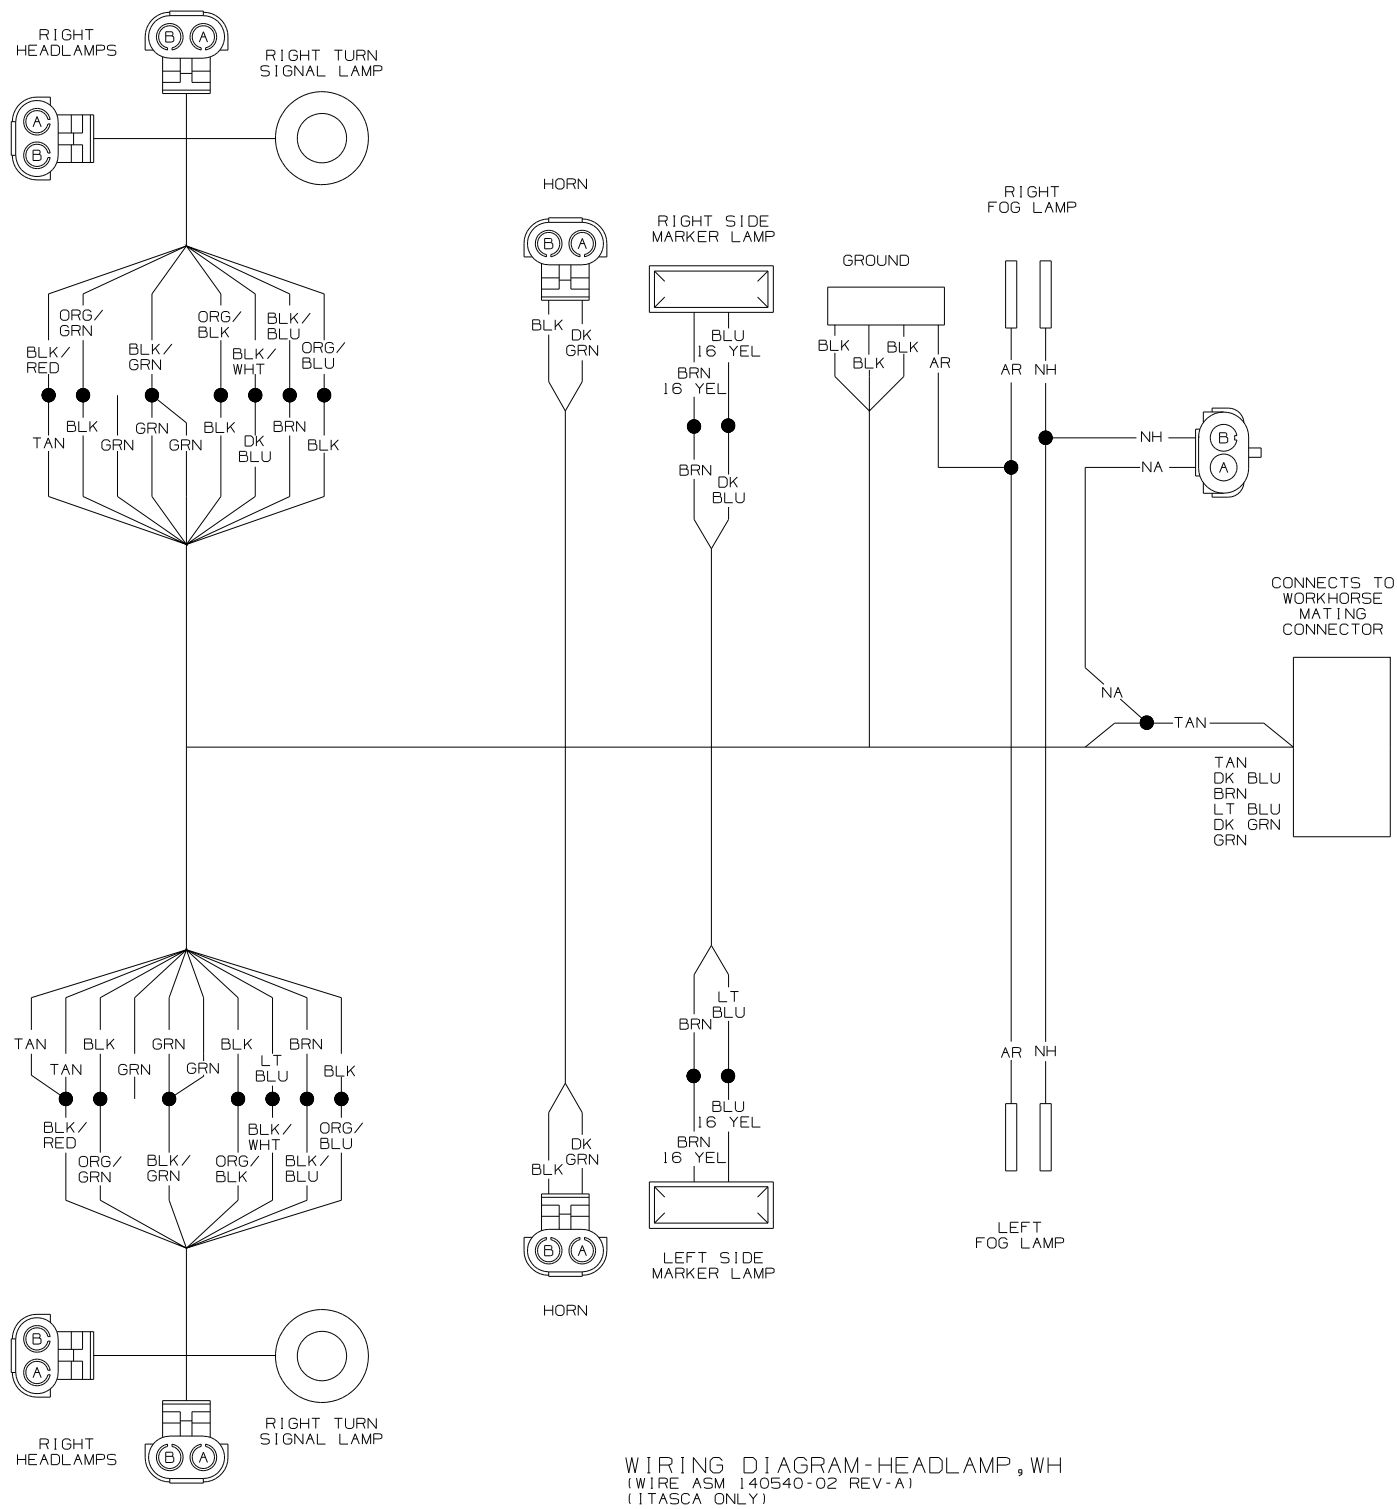 RIGHT
HEADLAMPS
B A
RIGHT TURN
SIGNAL LAMP
A
B
HORN
B A
RIGHT SIDE
MARKER LAMP
GROUND
RIGHT
FOG LAMP
ORG/
GRN
BLK/
RED
BLK/
GRN
ORG/
BLK
BLK/
WHT
BLK/
BLU
ORG/
BLU
TAN
BLK
GRN
GRN
GRN
BLK
DK
BLU
BRN
BLK
BLK
DK
GRN
BLU
16 YEL
BRN
16 YEL
BRN
DK
BLU
BLK
BLK
BLK
AR
AR
NH
NH
NA
B
A
CONNECTS TO
WORKHORSE
MATING
CONNECTOR
NA
TAN
TAN
DK BLU
BRN
LT BLU
DK GRN
GRN
TAN
TAN
BLK
GRN
GRN
GRN
BLK
LT
BLU
BRN
BLK
BLK/
RED
ORG/
GRN
BLK/
GRN
ORG/
BLK
BLK/
WHT
BLK/
BLU
ORG/
BLU
LT
BLU
BRN
BLU
16 YEL
BRN
16 YEL
DK
GRN
BLK
AR
NH
B A
HORN
LEFT SIDE
MARKER LAMP
LEFT
FOG LAMP
B
A
RIGHT
HEADLAMPS
B A
RIGHT TURN
SIGNAL LAMP
WIRING DIAGRAM-HEADLAMP,WH
(WIRE ASM 140540-02 REV-A)
(ITASCA ONLY)